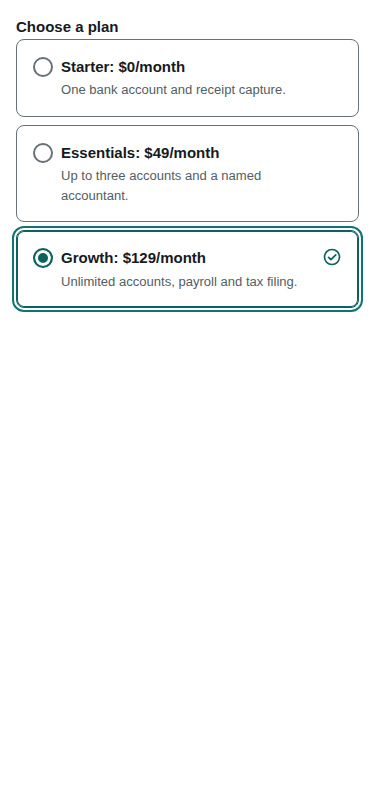 Choose a plan
Starter: $0/month
One bank account and receipt capture.
Essentials: $49/month
Up to three accounts and a named
accountant.
Growth: $129/month
Unlimited accounts, payroll and tax filing.